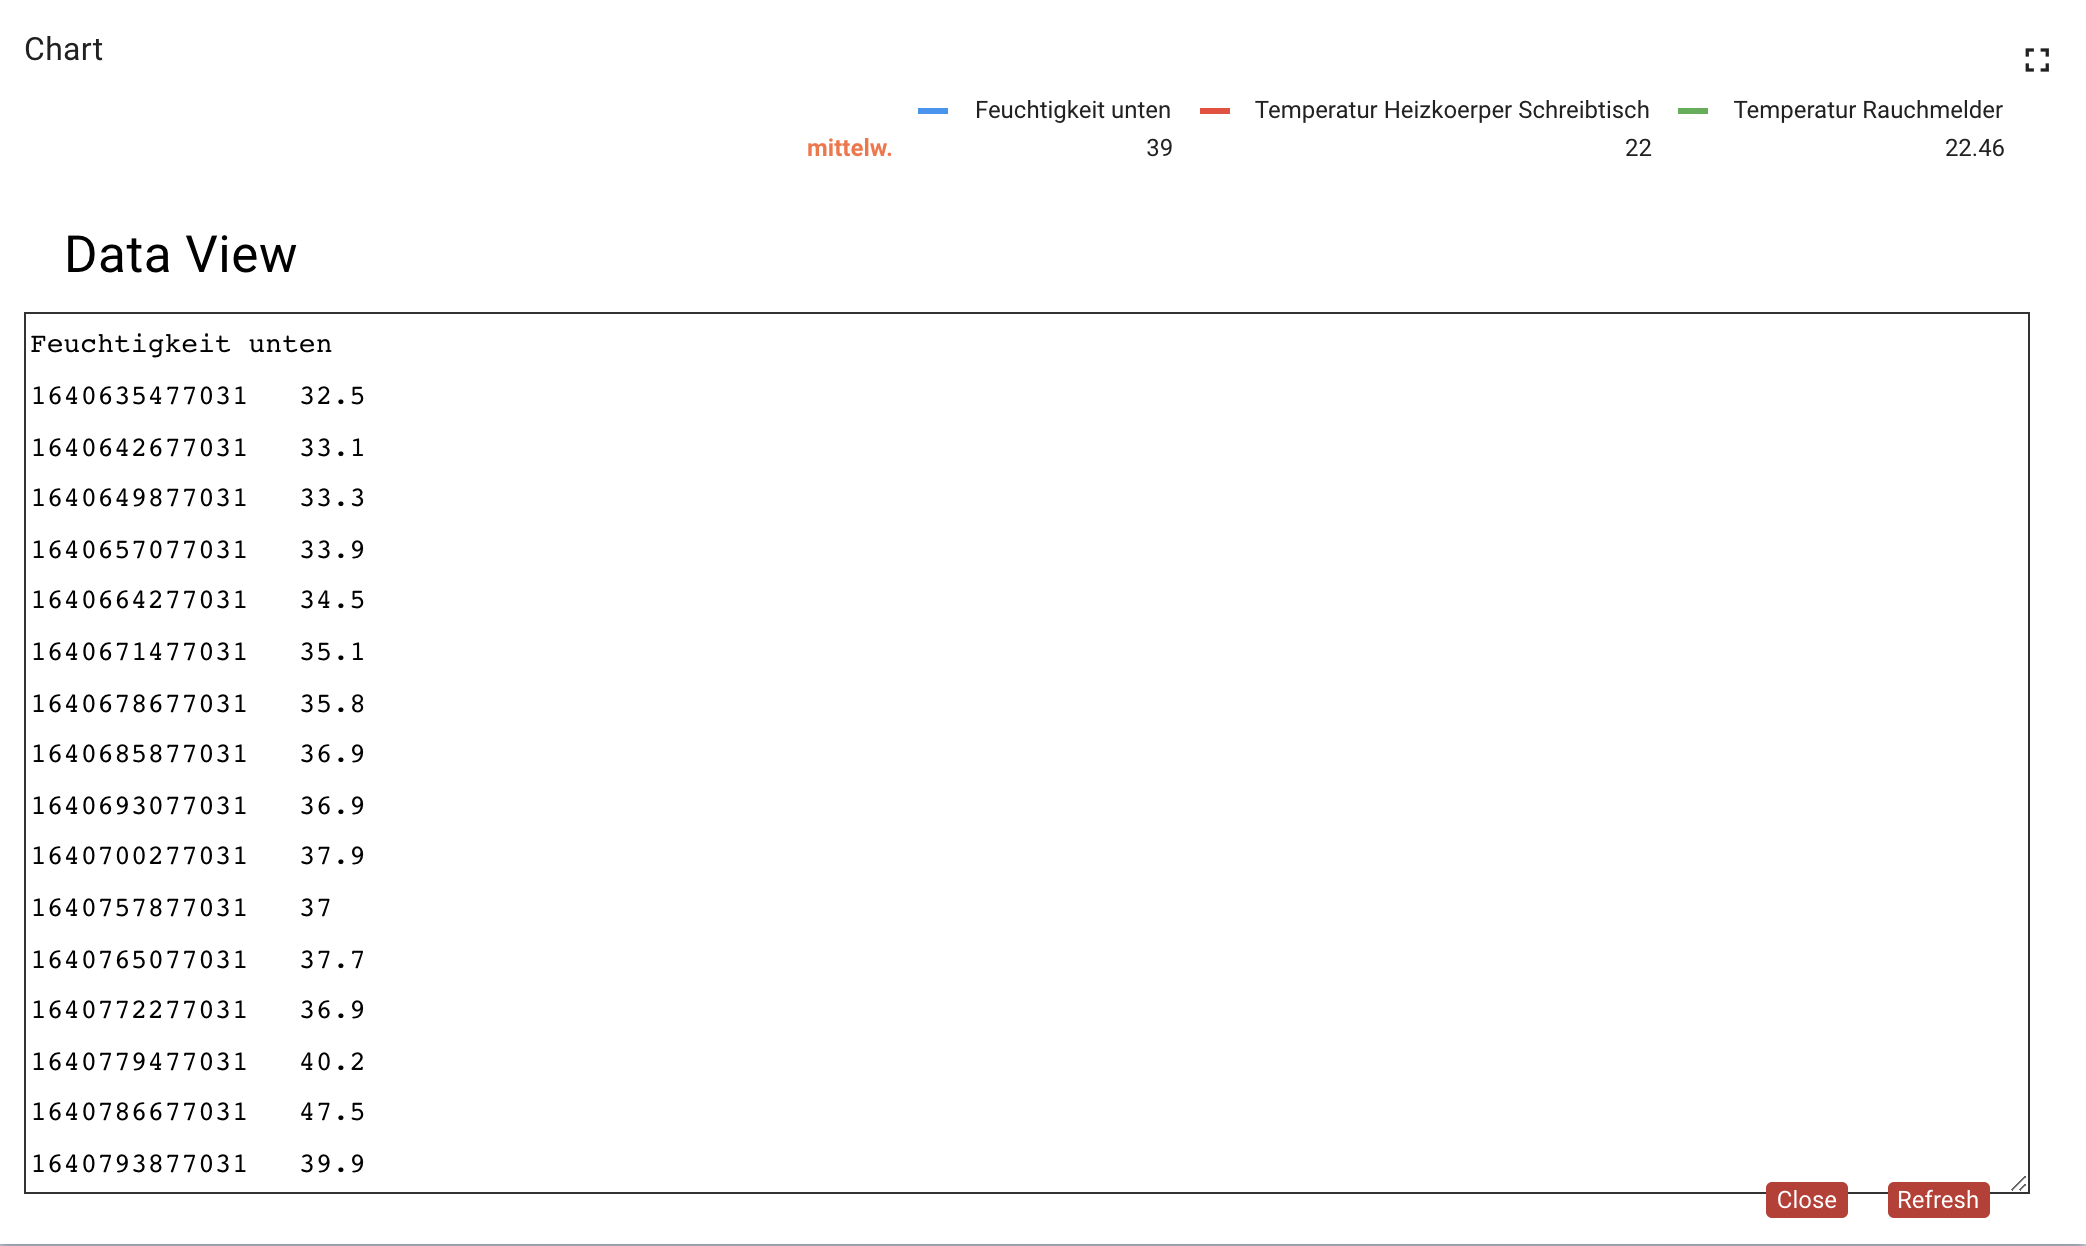 Chart
Feuchtigkeit unten Temperatur Heizkoerper Schreibtisch Temperatur Rauchmelder
mittelw. 39 22 22.46
Data View
Feuchtigkeit unten
1640635477031 32.5
1640642677031 33.1
1640649877031 33.3
1640657077031 33.9
1640664277031 34.5
1640671477031 35.1
1640678677031 35.8
1640685877031 36.9
1640693077031 36.9
1640700277031 37.9
1640757877031 37
1640765077031 37.7
1640772277031 36.9
1640779477031 40.2
1640786677031 47.5
1640793877031 39.9
Close Refresh